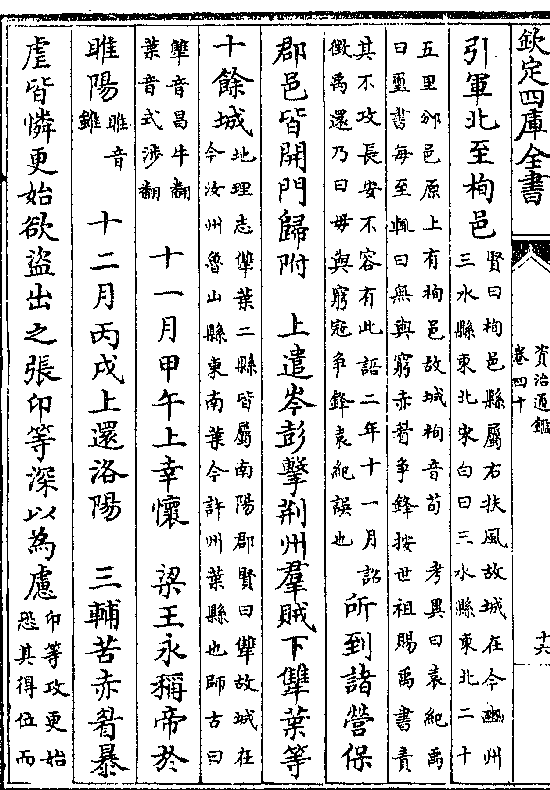 欽定四庫全書
資治通鑑
卷四十
十六
引軍北至栒邑
賢曰栒邑縣屬右扶風故城在今豳州
三水縣東北宋白曰三水縣東北二十
五里邠邑原上有栒邑故城栒音荀 考異曰袁紀禹
曰璽書每至輒曰無與窮赤眉爭鋒按世祖賜禹書責
其不攻長安不容有此語二年十一月詔
徵禹還乃曰毋與窮寇爭鋒袁紀誤也
所到諸營保
郡邑皆開門歸附 上遣岑彭擊荆州羣賊下犨葉等
十餘城
地理志犨葉二縣皆屬南陽郡賢曰犨故城在
今汝州魯山縣東南葉今許州葉縣也師古曰
犨音昌牛翻
葉音式涉翻
十一月甲午上幸懷 梁王永稱帝於
睢陽
睢音
錐
十二月丙戌上還洛陽 三輔苦赤眉暴
虐皆憐更始欲盜出之張卬等深以為慮
卬等攻更始
恐其得位而